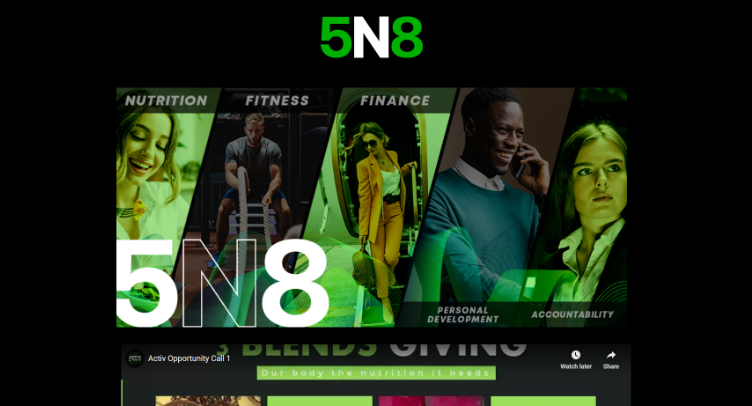 5N8
NUTRITION
FITNESS
FINANCE
5N8
PERSONAL
DEVELOPMENT
ACCOUNTABILITY
3 BLENDS GIVING
Activ Opportunity Call 1
Watch later
Share
Our body the nutrition it needs